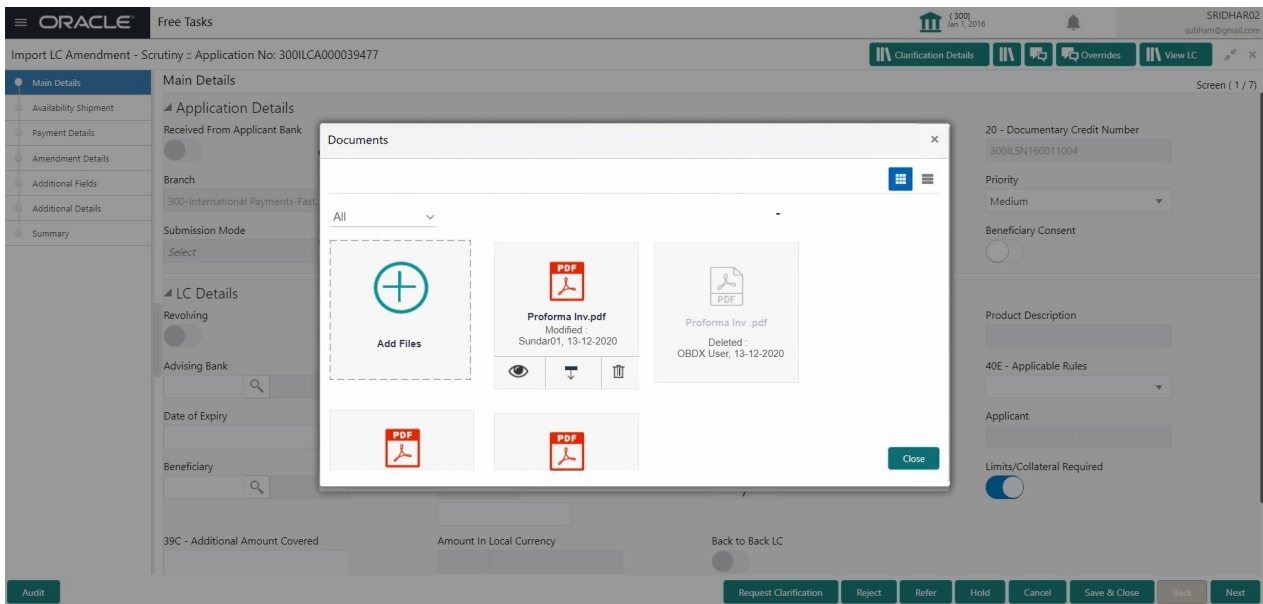 ORACLE
Free Tasks
(300)
Jan 1, 2016
SRIDHAR02
subham@gmail.com
Import LC Amendment - Scrutiny :: Application No: 300ILCA000039477
Clarification Details
Overrides
View LC
Main Details
Availability Shipment
Payment Details
Amendment Details
Additional Fields
Additional Details
Summary
Main Details
Screen ( 1 / 7)
Application Details
Received From Applicant Bank
20 - Documentary Credit Number
300ILSN160011004
Branch
300-International Payments-Fast.
Priority
Medium
Submission Mode
Select
Beneficiary Consent
LC Details
Revolving
Product Description
Advising Bank
40E - Applicable Rules
Date of Expiry
Applicant
Beneficiary
Limits/Collateral Required
39C - Additional Amount Covered
Amount In Local Currency
Back to Back LC
Documents
All
Add Files
PDF
Proforma Inv.pdf
Modified :
Sundar01, 13-12-2020
PDF
Proforma Inv .pdf
Deleted :
OBDX User, 13-12-2020
PDF
PDF
Close
Audit
Request Clarification
Reject
Refer
Hold
Cancel
Save & Close
Back
Next